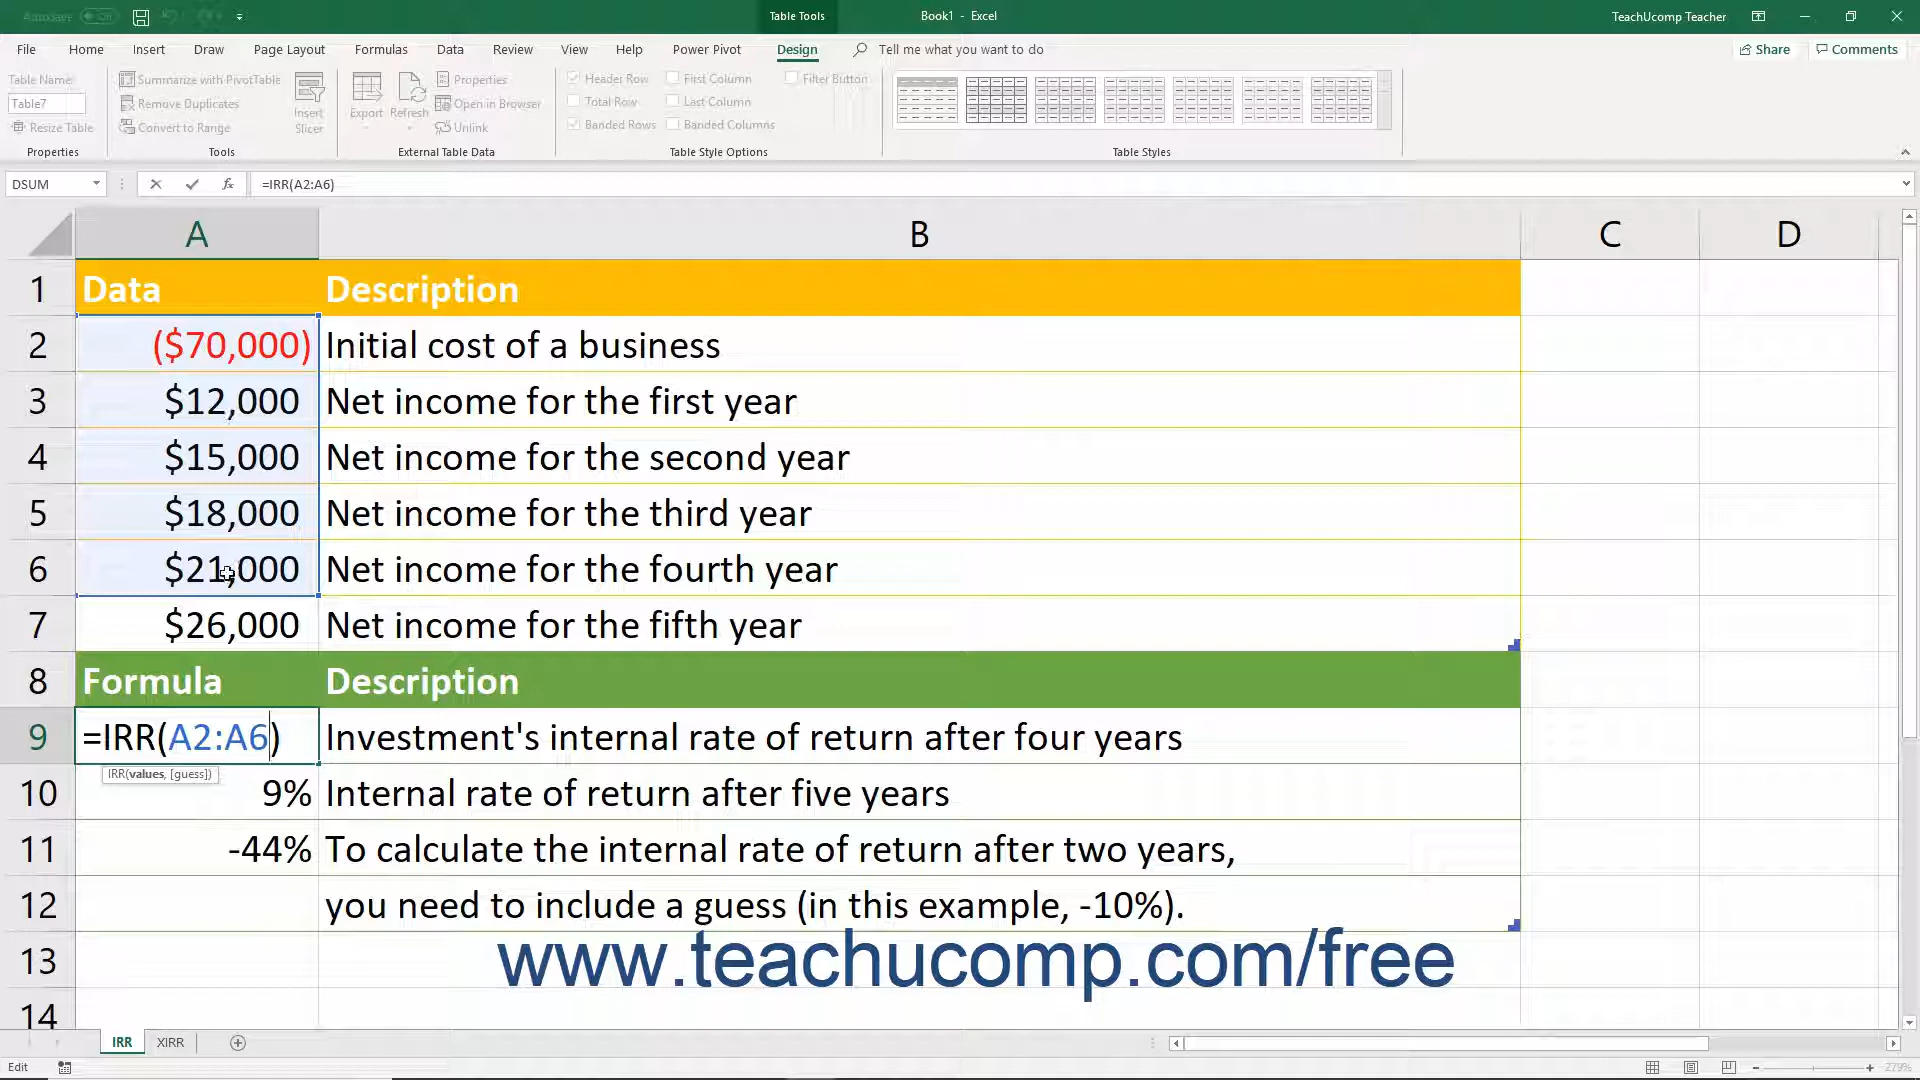 AutoSave Off
Table Tools
Book1 - Excel
TeachUcomp Teacher
File Home Insert Draw Page Layout Formulas Data Review View Help Power Pivot Design Tell me what you want to do Share Comments
Table Name:
Table7
Resize Table
Properties
Summarize with PivotTable
Remove Duplicates
Convert to Range
Insert
Slicer
Tools
Export
Refresh
Properties
Open in Browser
Unlink
External Table Data
Header Row
Total Row
Banded Rows
First Column
Last Column
Banded Columns
Filter Button
Table Style Options
Table Styles
DSUM
fx
=IRR(A2:A6)
A B C D
1 Data Description
2 ($70,000) Initial cost of a business
3 $12,000 Net income for the first year
4 $15,000 Net income for the second year
5 $18,000 Net income for the third year
6 $21,000 Net income for the fourth year
7 $26,000 Net income for the fifth year
8 Formula Description
9 =IRR(A2:A6) Investment's internal rate of return after four years
IRR(values, [guess])
10 9% Internal rate of return after five years
11 -44% To calculate the internal rate of return after two years,
12 you need to include a guess (in this example, -10%).
13
www.teachucomp.com/free
14
IRR XIRR
Edit
279%